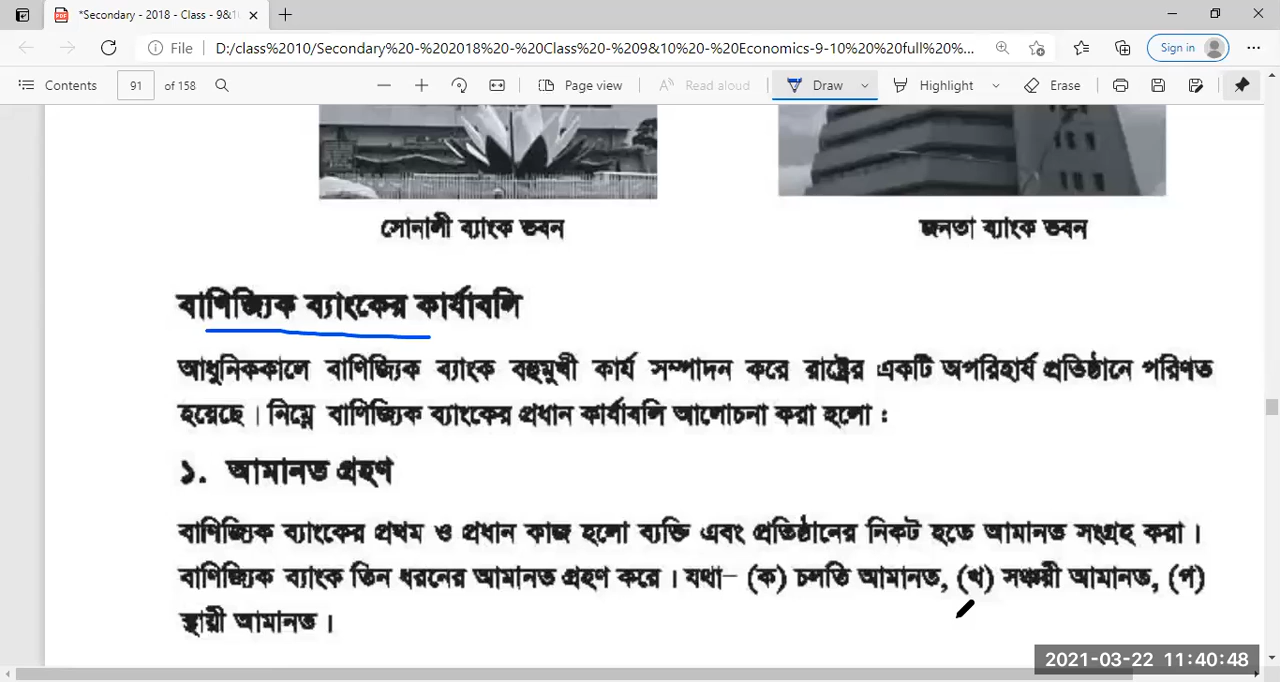 *Secondary - 2018 - Class - 9&1
File D:/class%2010/Secondary%20-%202018%20-%20Class%20-%209&10%20-%20Economics-9-10%20%20full%20%...
Sign in
Contents 91 of 158 Page view Read aloud Draw Highlight Erase
সোনালী ব্যাংক ভবন জনতা ব্যাংক ভবন
বাণিজ্যিক ব্যাংকের কার্যাবলি
আধুনিককালে বাণিজ্যিক ব্যাংক বহুমুখী কার্য সম্পাদন করে রাষ্ট্রের একটি অপরিহার্য প্রতিষ্ঠানে পরিণত
হয়েছে। নিম্নে বাণিজ্যিক ব্যাংকের প্রধান কার্যাবলি আলোচনা করা হলো :
১. আমানত গ্রহণ
বাণিজ্যিক ব্যাংকের প্রথম ও প্রধান কাজ হলো ব্যক্তি এবং প্রতিষ্ঠানের নিকট হতে আমানত সংগ্রহ করা।
বাণিজ্যিক ব্যাংক তিন ধরনের আমানত গ্রহণ করে। যথা– (ক) চলতি আমানত, (খ) সঞ্চয়ী আমানত, (গ)
স্থায়ী আমানত।
2021-03-22 11:40:48